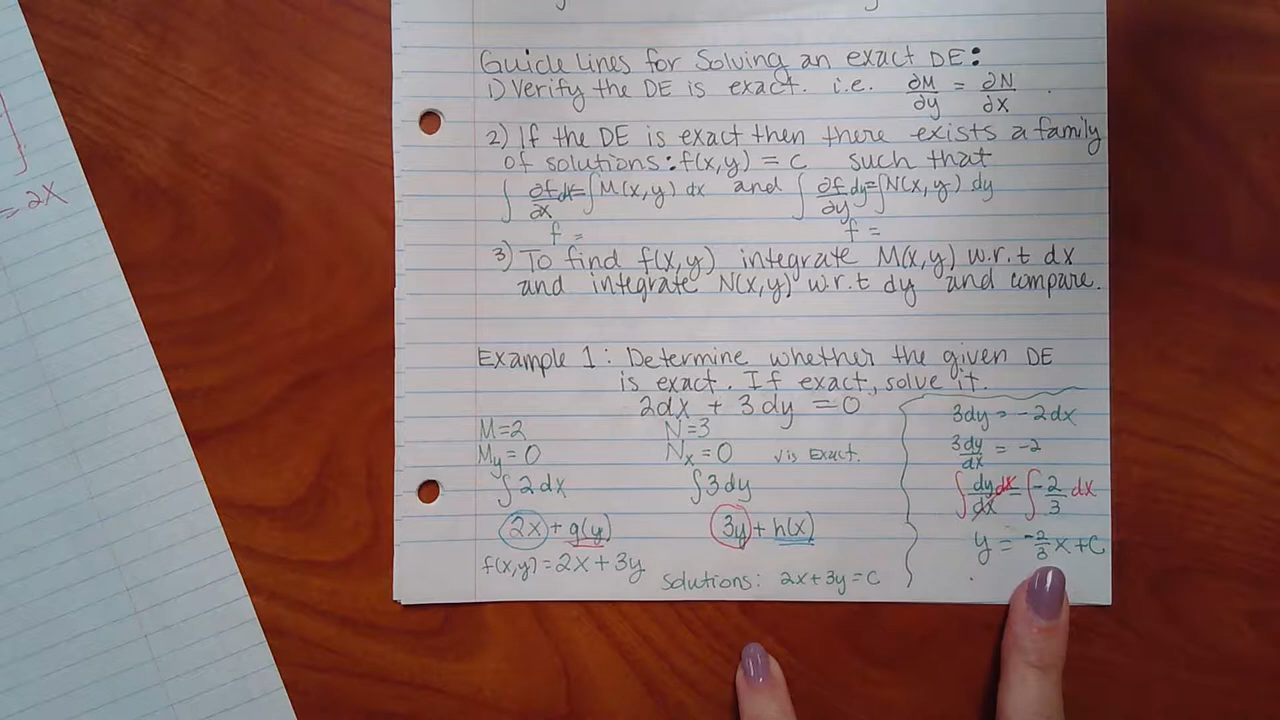 Guidelines for Solving an exact DE:
1) Verify the DE is exact. i.e. ∂M/∂y = ∂N/∂x .
2) If the DE is exact then there exists a family
of solutions: f(x,y) = C such that
∫ ∂f/∂x dx = ∫ M(x,y) dx and ∫ ∂f/∂y dy = ∫ N(x,y) dy
f = f =
3) To find f(x,y) integrate M(x,y) w.r.t dx
and integrate N(x,y) w.r.t dy and compare.
= 2x
Example 1: Determine whether the given DE
is exact. If exact, solve it.
2dx + 3dy = 0
M=2 N=3
My = 0 Nx = 0 √is Exact.
∫2dx ∫3dy
2x + g(y) 3y + h(x)
f(x,y) = 2x + 3y
Solutions: 2x+3y = C
3dy = -2dx
3dy/dx = -2
∫ dy/dx dx = ∫ -2/3 dx
y = -2/3 x + C